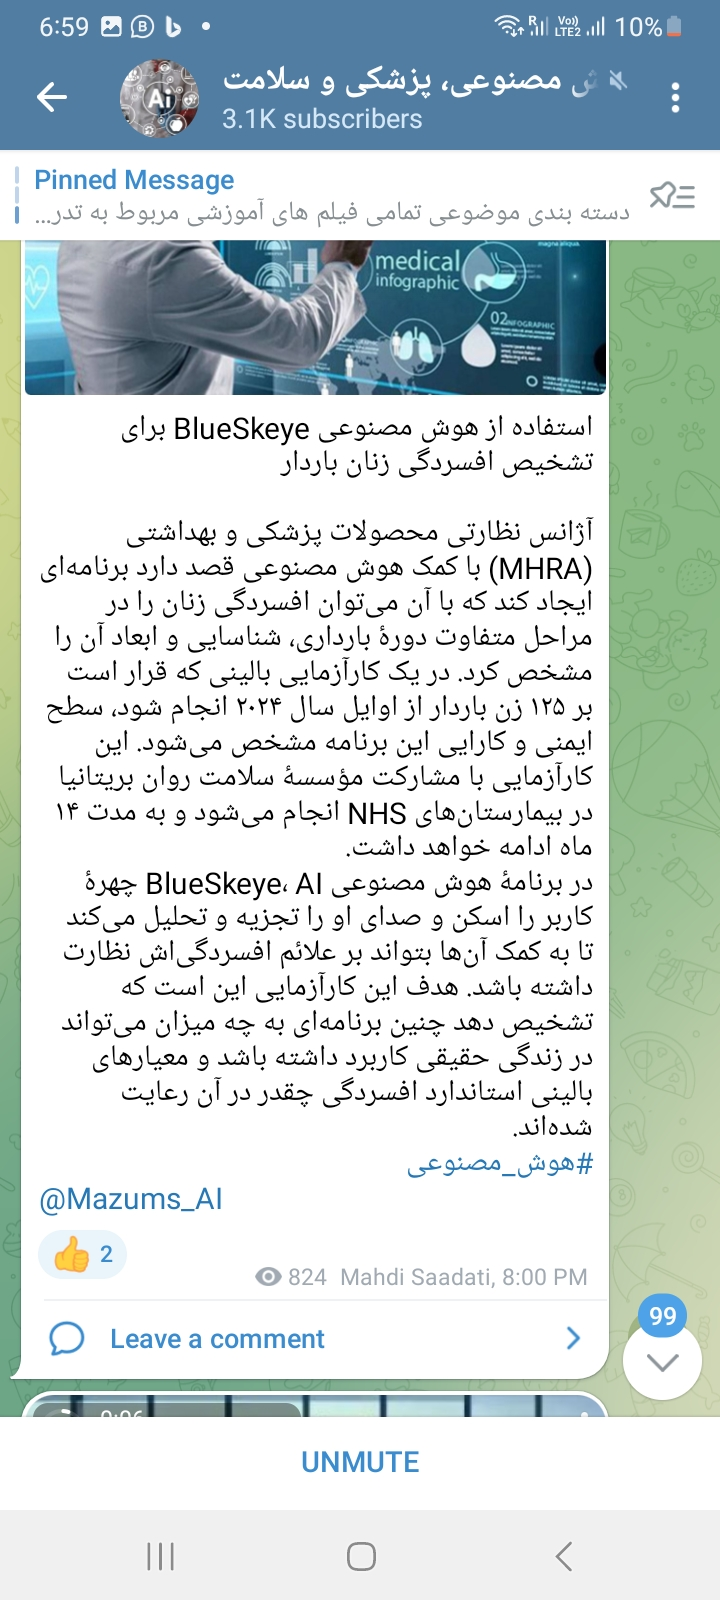 6:59
R
Vo))
LTE2
10%
ش مصنوعی، پزشکی و سلامت
3.1K subscribers
Pinned Message
دسته بندی موضوعی تمامی فیلم های آموزشی مربوط به تدر...
Ai
medical
infographic
magna aliqua.
02 INFOGRAPHIC
استفاده از هوش مصنوعی BlueSkeye برای
تشخیص افسردگی زنان باردار
آژانس نظارتی محصولات پزشکی و بهداشتی
(MHRA) با کمک هوش مصنوعی قصد دارد برنامه‌ای
ایجاد کند که با آن می‌توان افسردگی زنان را در
مراحل متفاوت دورهٔ بارداری، شناسایی و ابعاد آن را
مشخص کرد. در یک کارآزمایی بالینی که قرار است
بر ۱۲۵ زن باردار از اوایل سال ۲۰۲۴ انجام شود، سطح
ایمنی و کارایی این برنامه مشخص می‌شود. این
کارآزمایی با مشارکت مؤسسهٔ سلامت روان بریتانیا
در بیمارستان‌های NHS انجام می‌شود و به مدت ۱۴
ماه ادامه خواهد داشت.
در برنامهٔ هوش مصنوعی BlueSkeye، AI چهرهٔ
کاربر را اسکن و صدای او را تجزیه و تحلیل می‌کند
تا به کمک آن‌ها بتواند بر علائم افسردگی‌اش نظارت
داشته باشد. هدف این کارآزمایی این است که
تشخیص دهد چنین برنامه‌ای به چه میزان می‌تواند
در زندگی حقیقی کاربرد داشته باشد و معیارهای
بالینی استاندارد افسردگی چقدر در آن رعایت
شده‌اند.
#هوش_مصنوعی
@Mazums_AI
2
824 Mahdi Saadati, 8:00 PM
Leave a comment
99
UNMUTE